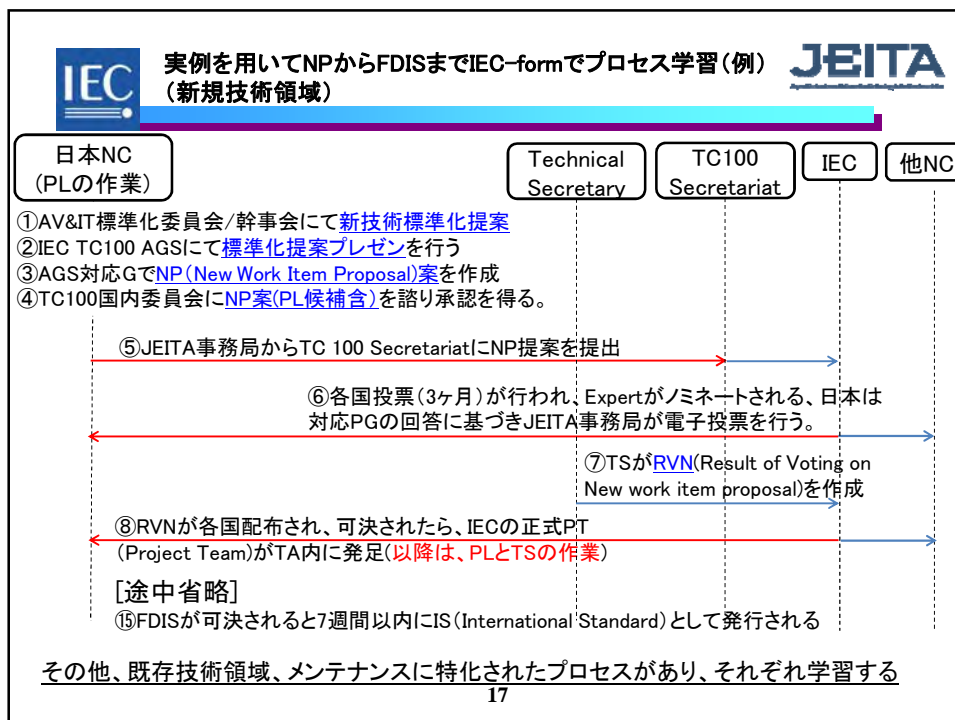 IEC
実例を用いてNPからFDISまでIEC-formでプロセス学習(例)
(新規技術領域)
JEITA
日本NC
(PLの作業)
Technical
Secretary
TC100
Secretariat
IEC
他NC
①AV&IT標準化委員会/幹事会にて新技術標準化提案
②IEC TC100 AGSにて標準化提案プレゼンを行う
③AGS対応GでNP(New Work Item Proposal)案を作成
④TC100国内委員会にNP案(PL候補含)を諮り承認を得る。
⑤JEITA事務局からTC 100 SecretariatにNP提案を提出
⑥各国投票(3ヶ月)が行われ、Expertがノミネートされる、日本は
対応PGの回答に基づきJEITA事務局が電子投票を行う。
⑦TSがRVN(Result of Voting on
New work item proposal)を作成
⑧RVNが各国配布され、可決されたら、IECの正式PT
(Project Team)がTA内に発足(以降は、PLとTSの作業)
[途中省略]
⑮FDISが可決されると7週間以内にIS(International Standard)として発行される
その他、既存技術領域、メンテナンスに特化されたプロセスがあり、それぞれ学習する
17